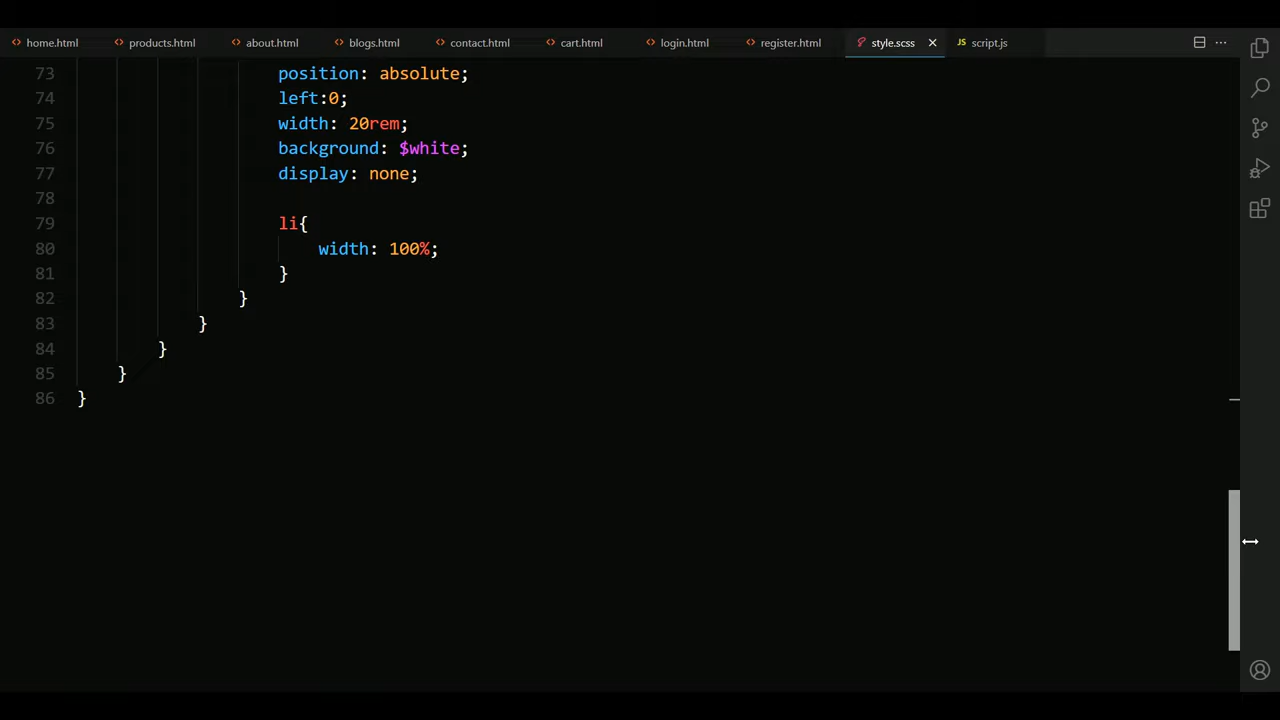 home.html products.html about.html blogs.html contact.html cart.html login.html register.html style.scss JS script.js
73 position: absolute;
74 left:0;
75 width: 20rem;
76 background: $white;
77 display: none;
78
79 li{
80 width: 100%;
81 }
82 }
83 }
84 }
85 }
86 }